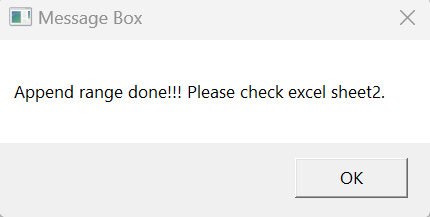 Message Box
Append range done!!! Please check excel sheet2.
OK